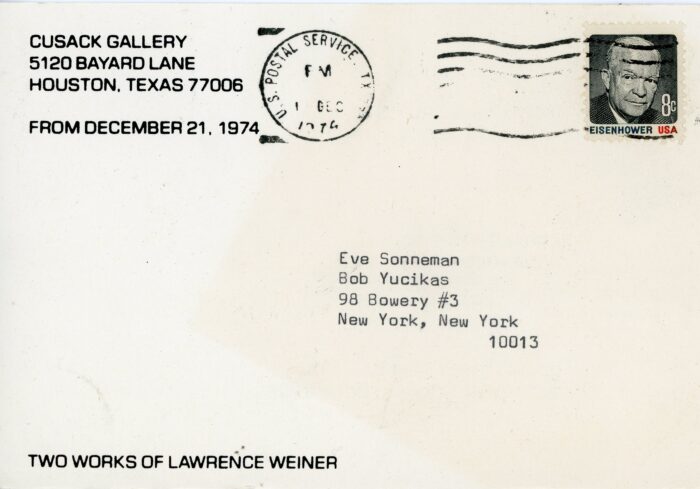 CUSACK GALLERY
5120 BAYARD LANE
HOUSTON, TEXAS 77006
FROM DECEMBER 21, 1974
U.S. POSTAL SERVICE, TX
PM
DEC
1974
8c
EISENHOWER USA
Eve Sonneman
Bob Yucikas
98 Bowery #3
New York, New York
10013
TWO WORKS OF LAWRENCE WEINER